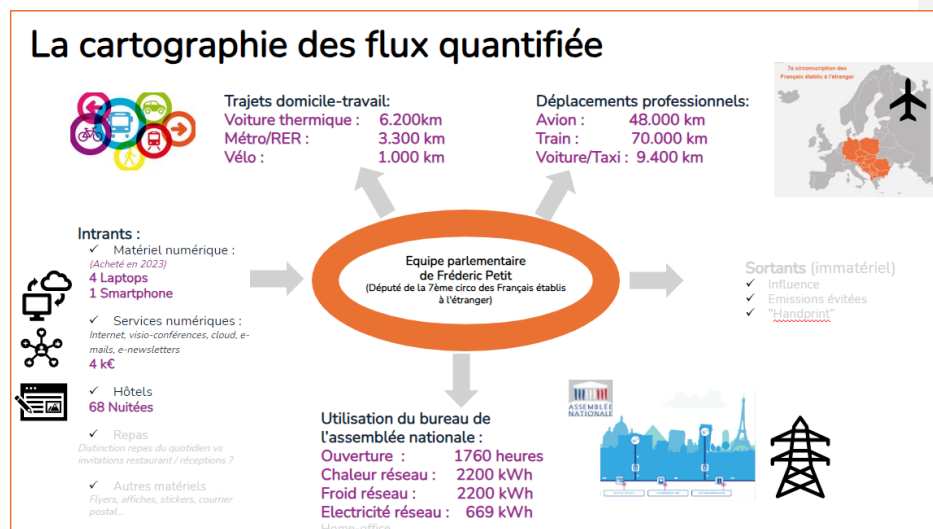 La cartographie des flux quantifiée
Trajets domicile-travail:
Voiture thermique : 6.200km
Métro/RER : 3.300 km
Vélo : 1.000 km
Déplacements professionnels:
Avion : 48.000 km
Train : 70.000 km
Voiture/Taxi : 9.400 km
7e circonscription des
Français établis à l'étranger
Intrants :
✓ Matériel numérique :
(Acheté en 2023)
4 Laptops
1 Smartphone
✓ Services numériques :
Internet, visio-conférences, cloud, e-
mails, e-newsletters
4 k€
✓ Hôtels
68 Nuitées
✓ Repas
Distinction repas du quotidien vs
invitations restaurant / réceptions ?
✓ Autres matériels
Flyers, affiches, stickers, courrier
postal...
Equipe parlementaire
de Fréderic Petit
(Député de la 7ème circo des Français établis
à l'étranger)
Sortants (immatériel)
✓ Influence
✓ Emissions évitées
✓ "Handprint"
Utilisation du bureau de
l'assemblée nationale :
Ouverture : 1760 heures
Chaleur réseau : 2200 kWh
Froid réseau : 2200 kWh
Electricité réseau : 669 kWh
Home-office
ASSEMBLÉE
NATIONALE